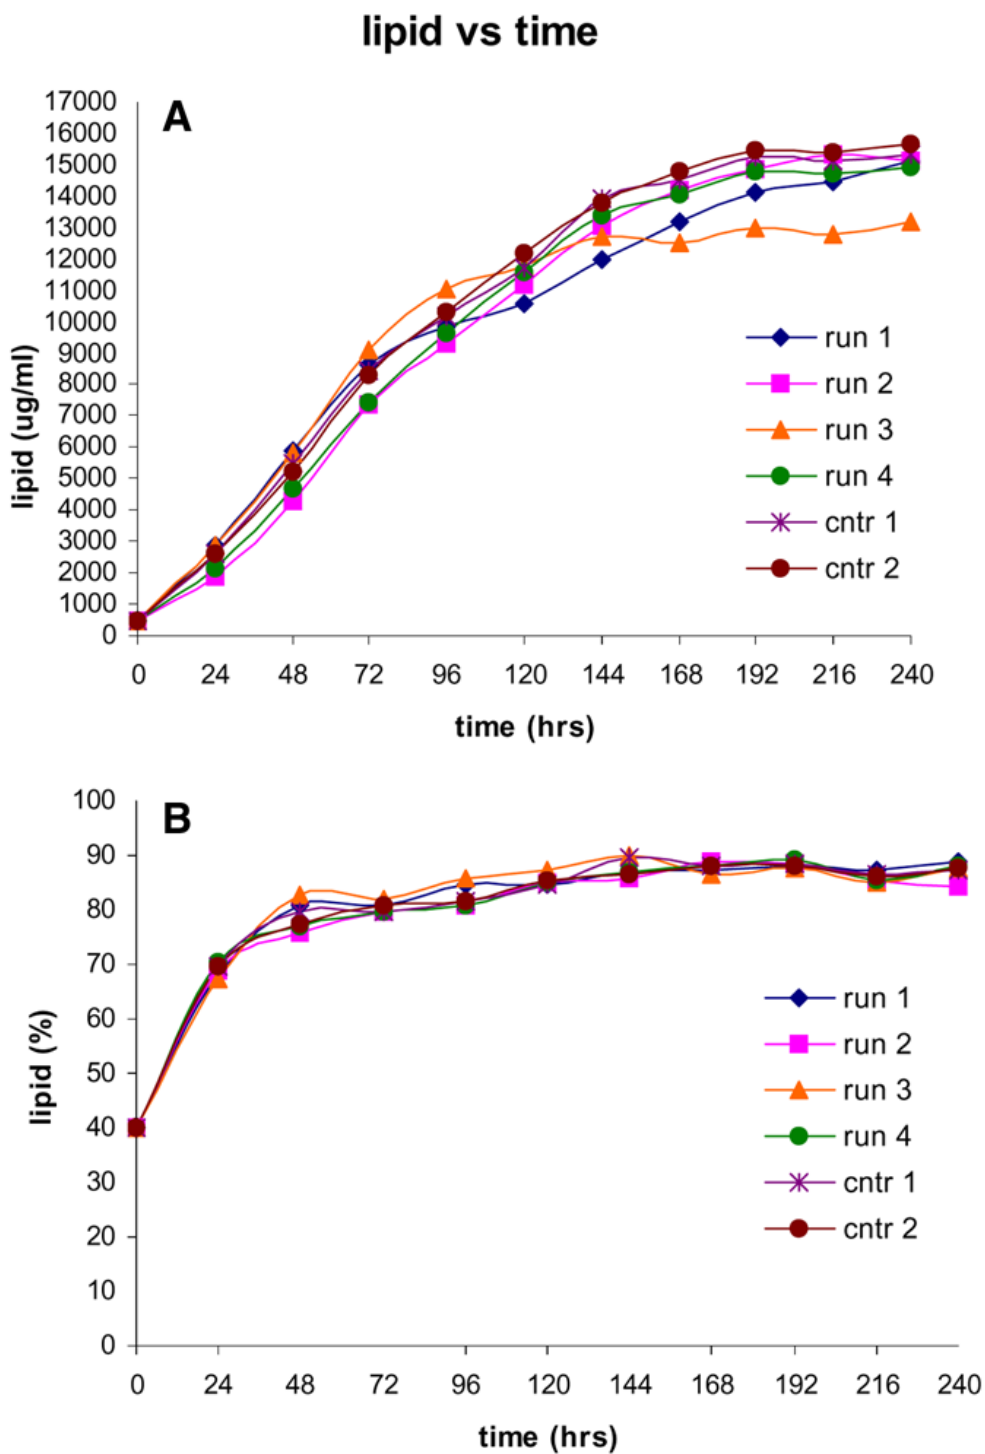 lipid vs time
A
17000
16000
15000
14000
13000
12000
11000
10000
9000
8000
7000
6000
5000
4000
3000
2000
1000
0
lipid (ug/ml)
run 1
run 2
run 3
run 4
cntr 1
cntr 2
0 24 48 72 96 120 144 168 192 216 240
time (hrs)
B
100
90
80
70
60
50
40
30
20
10
0
lipid (%)
run 1
run 2
run 3
run 4
cntr 1
cntr 2
0 24 48 72 96 120 144 168 192 216 240
time (hrs)